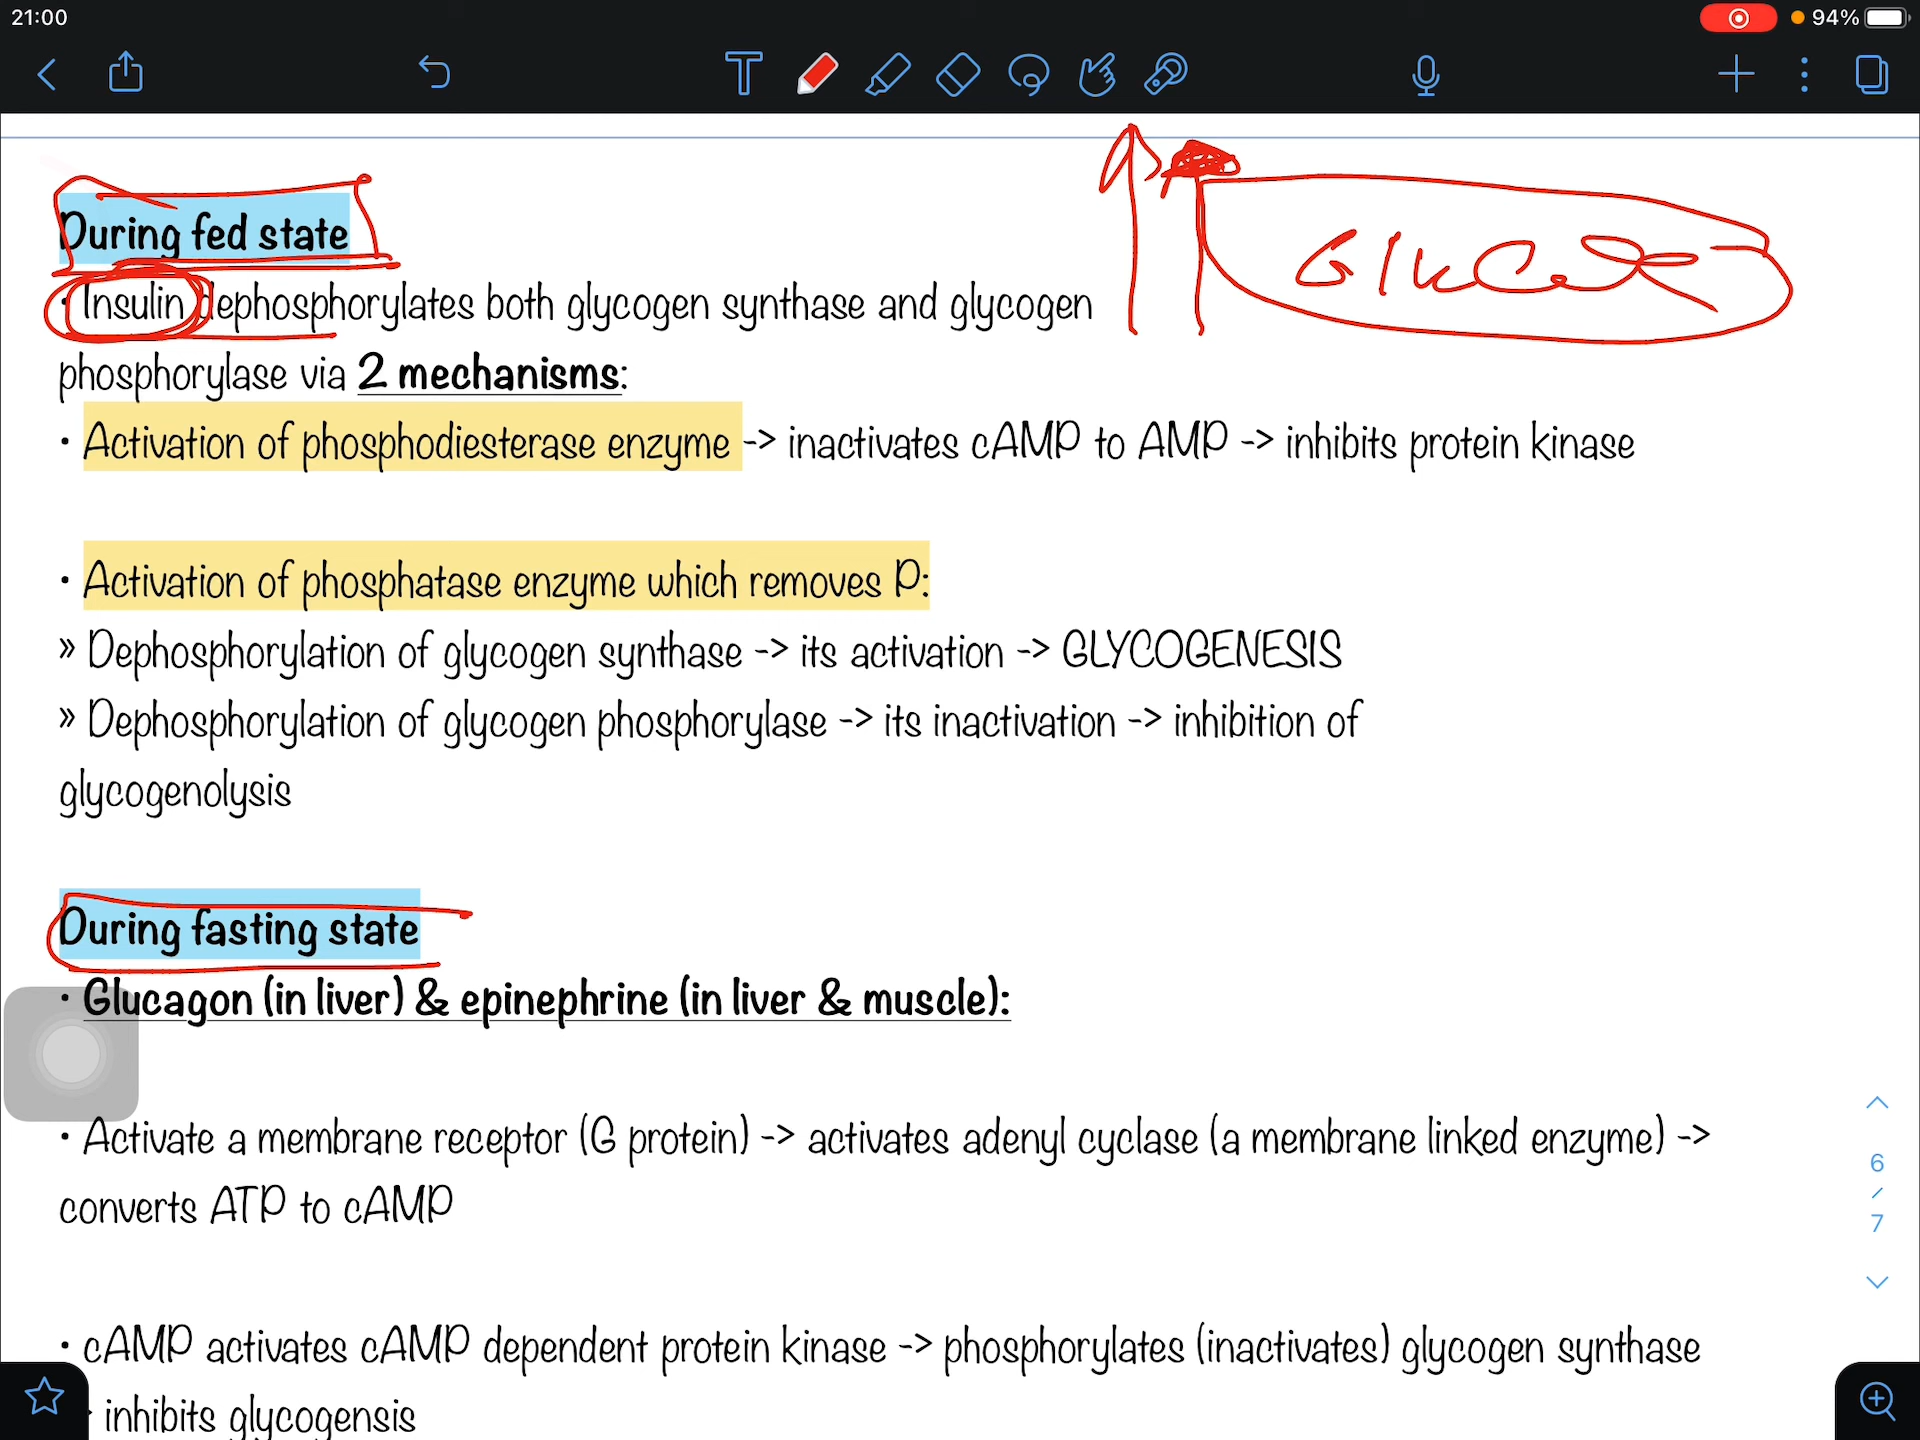 21:00
94%
During fed state
Glucose
· Insulin dephosphorylates both glycogen synthase and glycogen
phosphorylase via 2 mechanisms:
· Activation of phosphodiesterase enzyme -> inactivates cAMP to AMP -> inhibits protein kinase
· Activation of phosphatase enzyme which removes P:
» Dephosphorylation of glycogen synthase -> its activation -> GLYCOGENESIS
» Dephosphorylation of glycogen phosphorylase -> its inactivation -> inhibition of
glycogenolysis
During fasting state
· Glucagon (in liver) & epinephrine (in liver & muscle):
· Activate a membrane receptor (G protein) -> activates adenyl cyclase (a membrane linked enzyme) ->
converts ATP to cAMP
6
/
7
· cAMP activates cAMP dependent protein kinase -> phosphorylates (inactivates) glycogen synthase
inhibits glycogensis